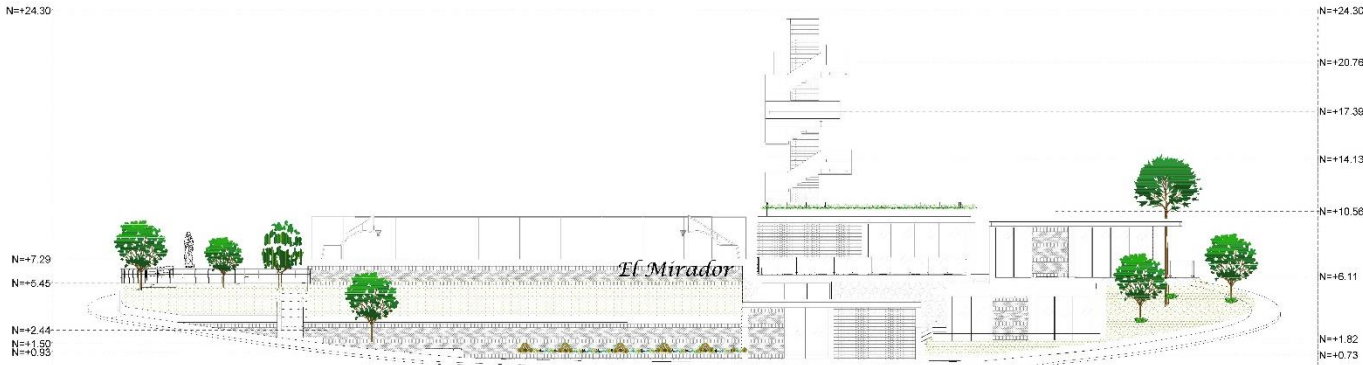 N=+24.30
N=+24.30
N=+20.76
N=+17.39
N=+14.13
N=+10.56
N=+7.29
El Mirador
N=+6.11
N=+5.45
N=+2.44
N=+1.50
N=+1.82
N=+0.93
N=+0.73